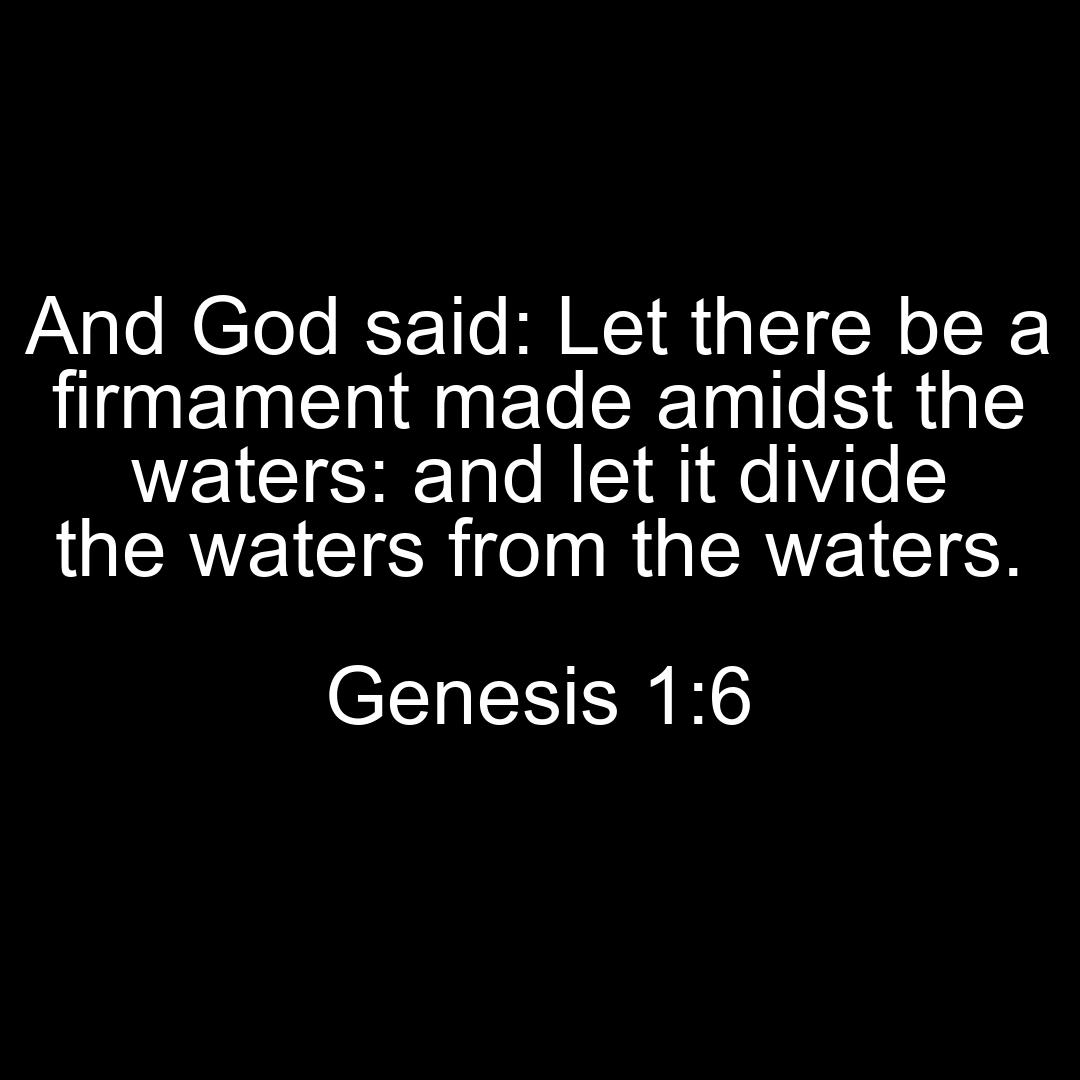 And God said: Let there be a
firmament made amidst the
waters: and let it divide
the waters from the waters.
Genesis 1:6